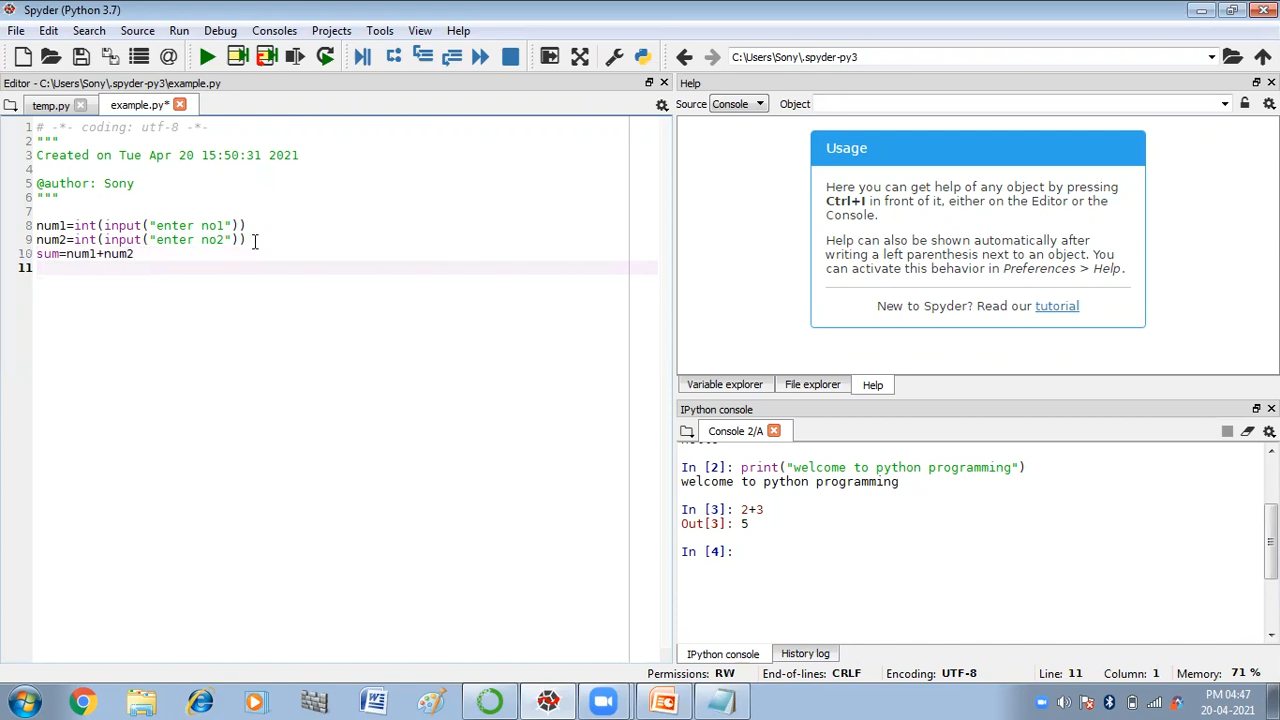 Spyder (Python 3.7)
File Edit Search Source Run Debug Consoles Projects Tools View Help
C:\Users\Sony\.spyder-py3
Editor - C:\Users\Sony\.spyder-py3\example.py
temp.py
example.py*
1 # -*- coding: utf-8 -*-
2 """
3 Created on Tue Apr 20 15:50:31 2021
4
5 @author: Sony
6 """
7
8 num1=int(input("enter no1"))
9 num2=int(input("enter no2"))
10 sum=num1+num2
11
Help
Source Console Object
Usage
Here you can get help of any object by pressing
Ctrl+I in front of it, either on the Editor or the
Console.
Help can also be shown automatically after
writing a left parenthesis next to an object. You
can activate this behavior in Preferences > Help.
New to Spyder? Read our tutorial
Variable explorer File explorer Help
IPython console
Console 2/A
In [2]: print("welcome to python programming")
welcome to python programming
In [3]: 2+3
Out[3]: 5
In [4]:
IPython console History log
Permissions: RW End-of-lines: CRLF Encoding: UTF-8 Line: 11 Column: 1 Memory: 71 %
PM 04:47
20-04-2021